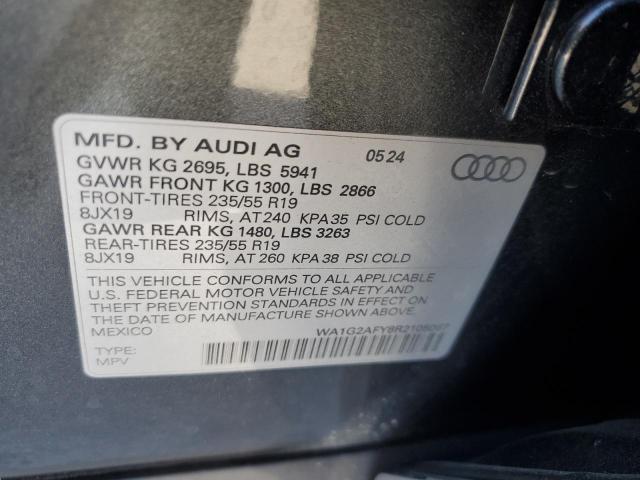 MFD. BY AUDI AG 05 24
GVWR KG 2695, LBS 5941
GAWR FRONT KG 1300, LBS 2866
FRONT-TIRES 235/55 R19
8JX19 RIMS, AT 240 KPA 35 PSI COLD
GAWR REAR KG 1480, LBS 3263
REAR-TIRES 235/55 R19
8JX19 RIMS, AT 260 KPA 38 PSI COLD
THIS VEHICLE CONFORMS TO ALL APPLICABLE
U.S. FEDERAL MOTOR VEHICLE SAFETY AND
THEFT PREVENTION STANDARDS IN EFFECT ON
THE DATE OF MANUFACTURE SHOWN ABOVE.
MEXICO
TYPE:
MPV